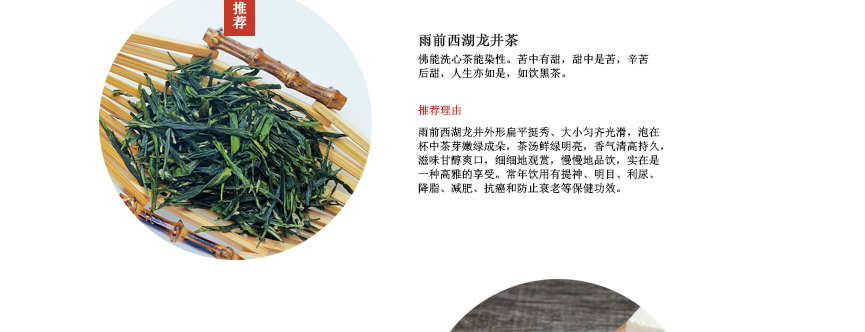 推荐
雨前西湖龙井茶
佛能洗心茶能染性。苦中有甜，甜中是苦，辛苦
后甜，人生亦如是，如饮黑茶。
推荐理由
雨前西湖龙井外形扁平挺秀、大小匀齐光滑，泡在
杯中茶芽嫩绿成朵，茶汤鲜绿明亮，香气清高持久，
滋味甘醇爽口，细细地观赏，慢慢地品饮，实在是
一种高雅的享受。常年饮用有提神、明目、利尿、
降脂、减肥、抗癌和防止衰老等保健功效。